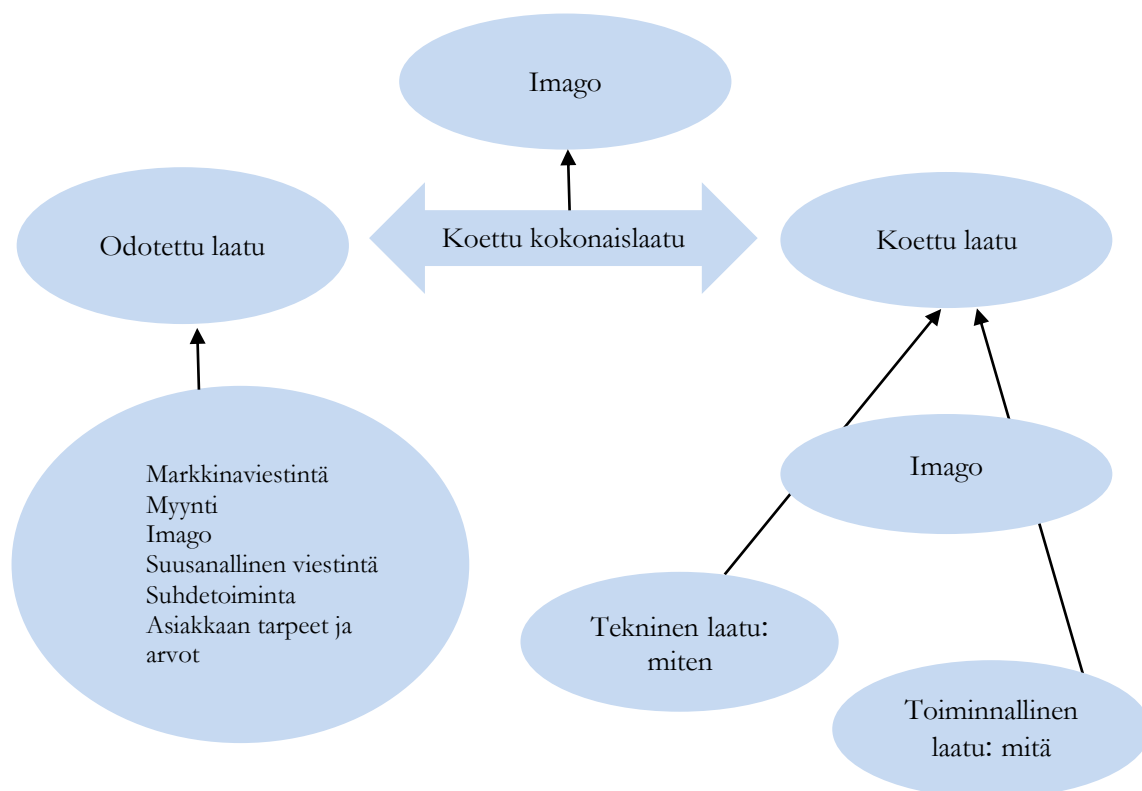 Imago
Odotettu laatu
Koettu kokonaislaatu
Koettu laatu
Markkinaviestintä
Myynti
Imago
Suusanallinen viestintä
Suhdetoiminta
Asiakkaan tarpeet ja
arvot
Imago
Tekninen laatu:
miten
Toiminnallinen
laatu: mitä